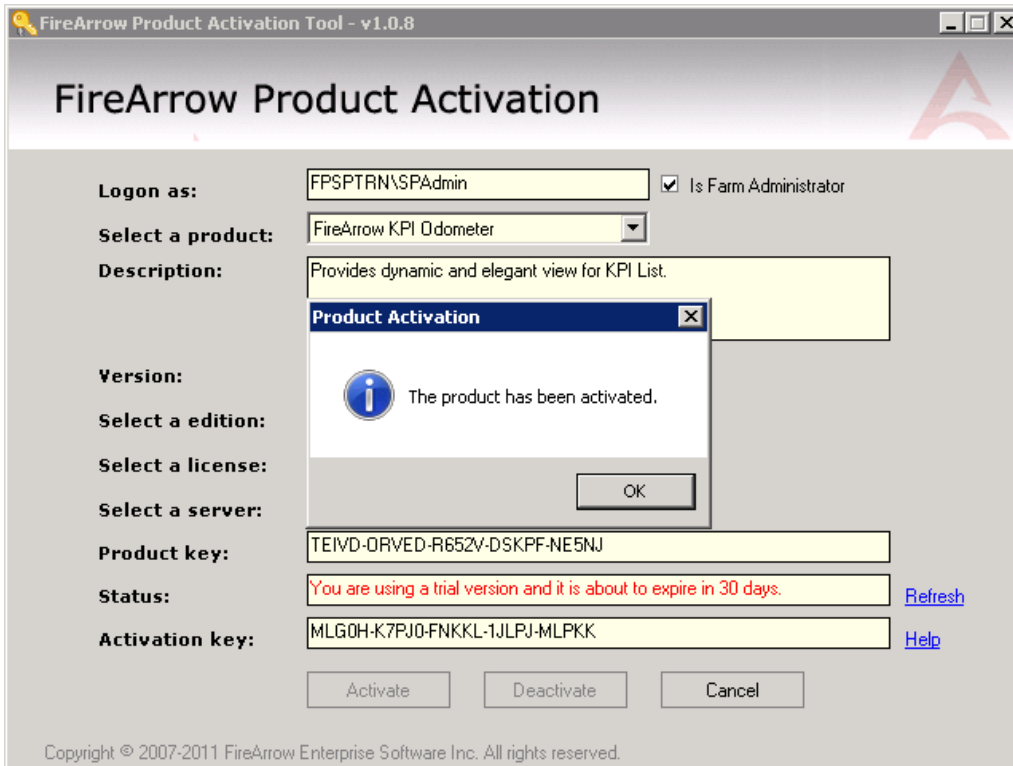 FireArrow Product Activation Tool - v1.0.8
FireArrow Product Activation
Logon as:
FPSPTRN\SPAdmin
Is Farm Administrator
Select a product:
FireArrow KPI Odometer
Description:
Provides dynamic and elegant view for KPI List.
Product Activation
The product has been activated.
OK
Version:
Select a edition:
Select a license:
Select a server:
Product key:
TEIVD-ORVED-R652V-DSKPF-NE5NJ
Status:
You are using a trial version and it is about to expire in 30 days.
Refresh
Activation key:
MLG0H-K7PJ0-FNKKL-1JLPJ-MLPKK
Help
Activate
Deactivate
Cancel
Copyright © 2007-2011 FireArrow Enterprise Software Inc. All rights reserved.